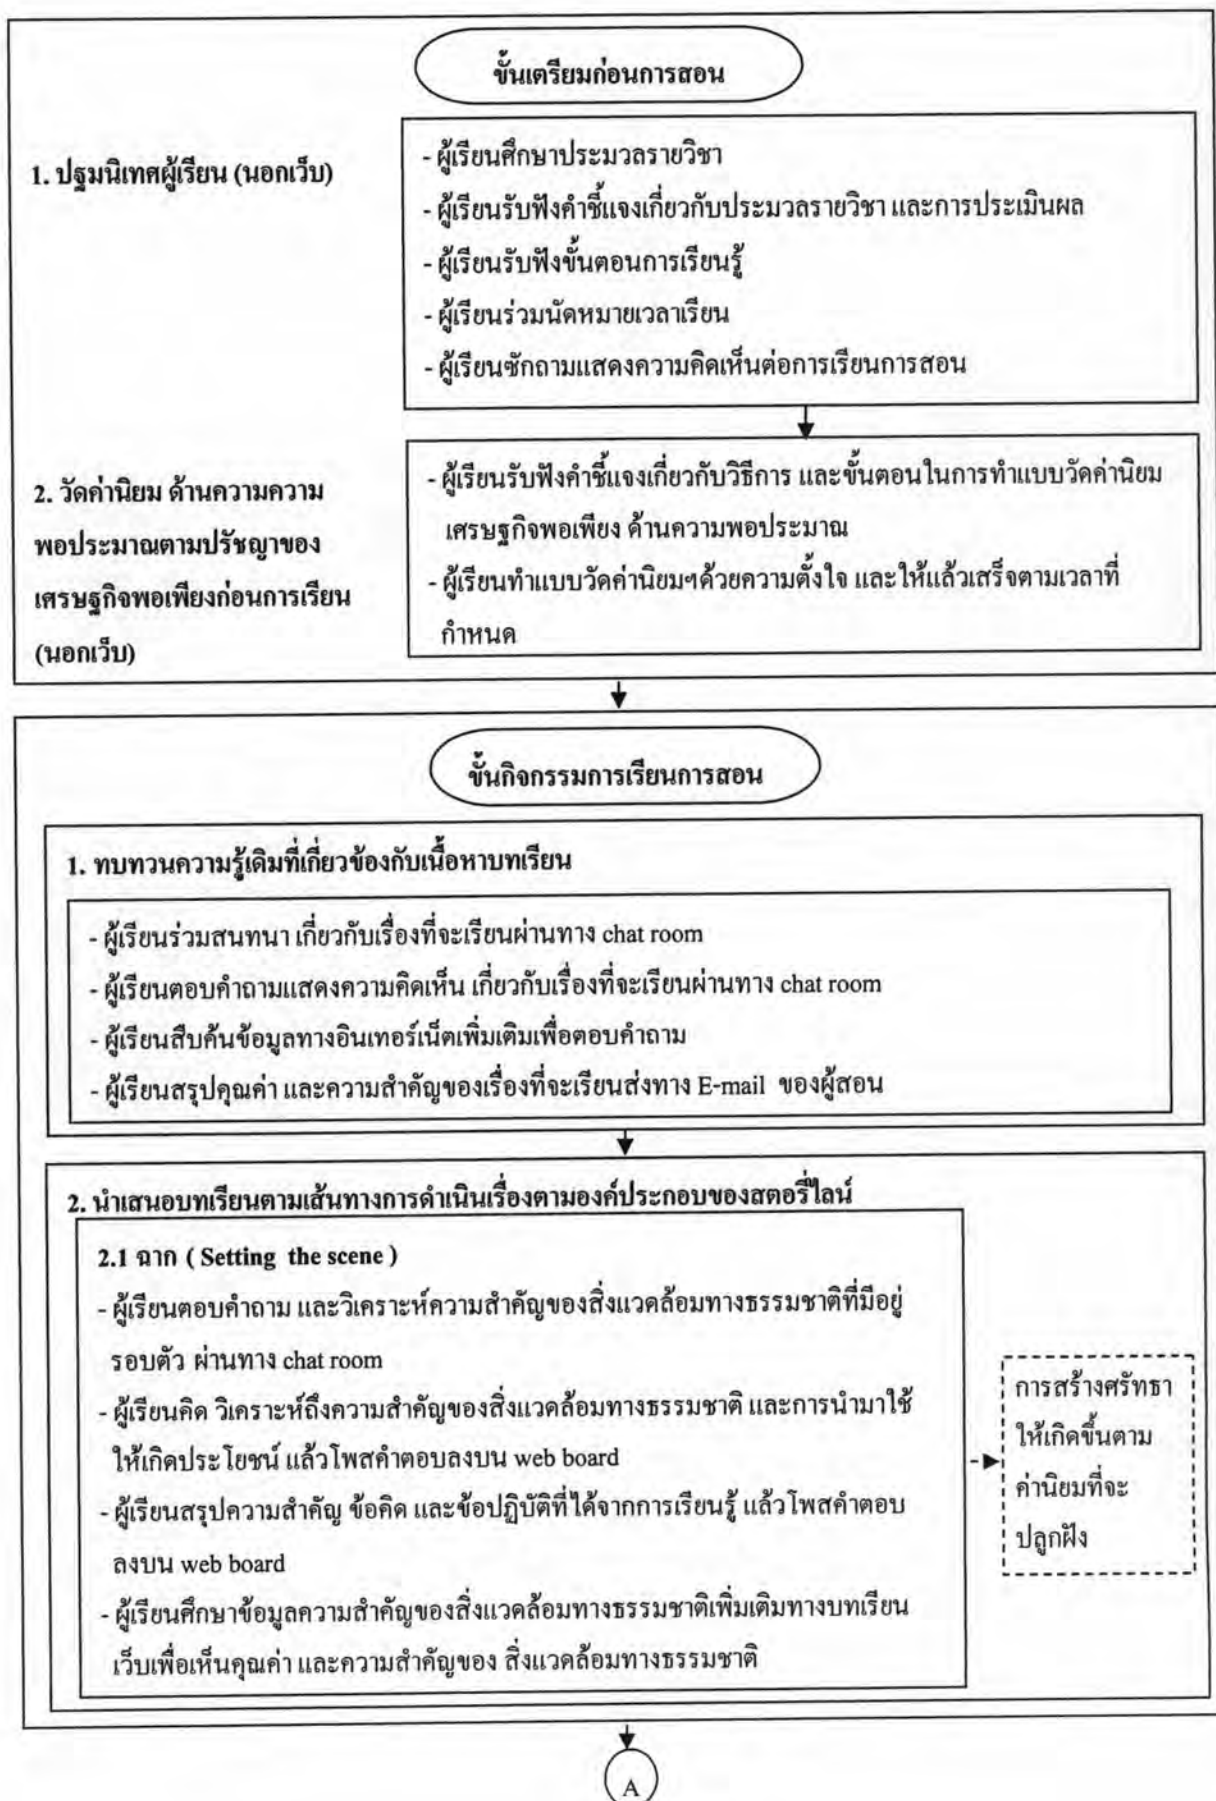 ขั้นเตรียมก่อนการสอน
1. ปฐมนิเทศผู้เรียน (นอกเว็บ)
- ผู้เรียนศึกษาประมวลรายวิชา
- ผู้เรียนรับฟังคำชี้แจงเกี่ยวกับประมวลรายวิชา และการประเมินผล
- ผู้เรียนรับฟังขั้นตอนการเรียนรู้
- ผู้เรียนร่วมนัดหมายเวลาเรียน
- ผู้เรียนซักถามแสดงความคิดเห็นต่อการเรียนการสอน
2. วัดค่านิยม ด้านความความ
พอประมาณตามปรัชญาของ
เศรษฐกิจพอเพียงก่อนการเรียน
(นอกเว็บ)
- ผู้เรียนรับฟังคำชี้แจงเกี่ยวกับวิธีการ และขั้นตอนในการทำแบบวัดค่านิยม
เศรษฐกิจพอเพียง ด้านความพอประมาณ
- ผู้เรียนทำแบบวัดค่านิยมฯด้วยความตั้งใจ และให้แล้วเสร็จตามเวลาที่
กำหนด
ขั้นกิจกรรมการเรียนการสอน
1. ทบทวนความรู้เดิมที่เกี่ยวข้องกับเนื้อหาบทเรียน
- ผู้เรียนร่วมสนทนา เกี่ยวกับเรื่องที่จะเรียนผ่านทาง chat room
- ผู้เรียนตอบคำถามแสดงความคิดเห็น เกี่ยวกับเรื่องที่จะเรียนผ่านทาง chat room
- ผู้เรียนสืบค้นข้อมูลทางอินเทอร์เน็ตเพิ่มเติมเพื่อตอบคำถาม
- ผู้เรียนสรุปคุณค่า และความสำคัญของเรื่องที่จะเรียนส่งทาง E-mail ของผู้สอน
2. นำเสนอบทเรียนตามเส้นทางการดำเนินเรื่องตามองค์ประกอบของสตอรี่ไลน์
2.1 ฉาก ( Setting the scene )
- ผู้เรียนตอบคำถาม และวิเคราะห์ความสำคัญของสิ่งแวดล้อมทางธรรมชาติที่มีอยู่
รอบตัว ผ่านทาง chat room
- ผู้เรียนคิด วิเคราะห์ถึงความสำคัญของสิ่งแวดล้อมทางธรรมชาติ และการนำมาใช้
ให้เกิดประโยชน์ แล้วโพสคำตอบลงบน web board
- ผู้เรียนสรุปความสำคัญ ข้อคิด และข้อปฏิบัติที่ได้จากการเรียนรู้ แล้วโพสคำตอบ
ลงบน web board
- ผู้เรียนศึกษาข้อมูลความสำคัญของสิ่งแวดล้อมทางธรรมชาติเพิ่มเติมทางบทเรียน
เว็บเพื่อเห็นคุณค่า และความสำคัญของ สิ่งแวดล้อมทางธรรมชาติ
การสร้างศรัทธา
ให้เกิดขึ้นตาม
ค่านิยมที่จะ
ปลูกฝัง
A